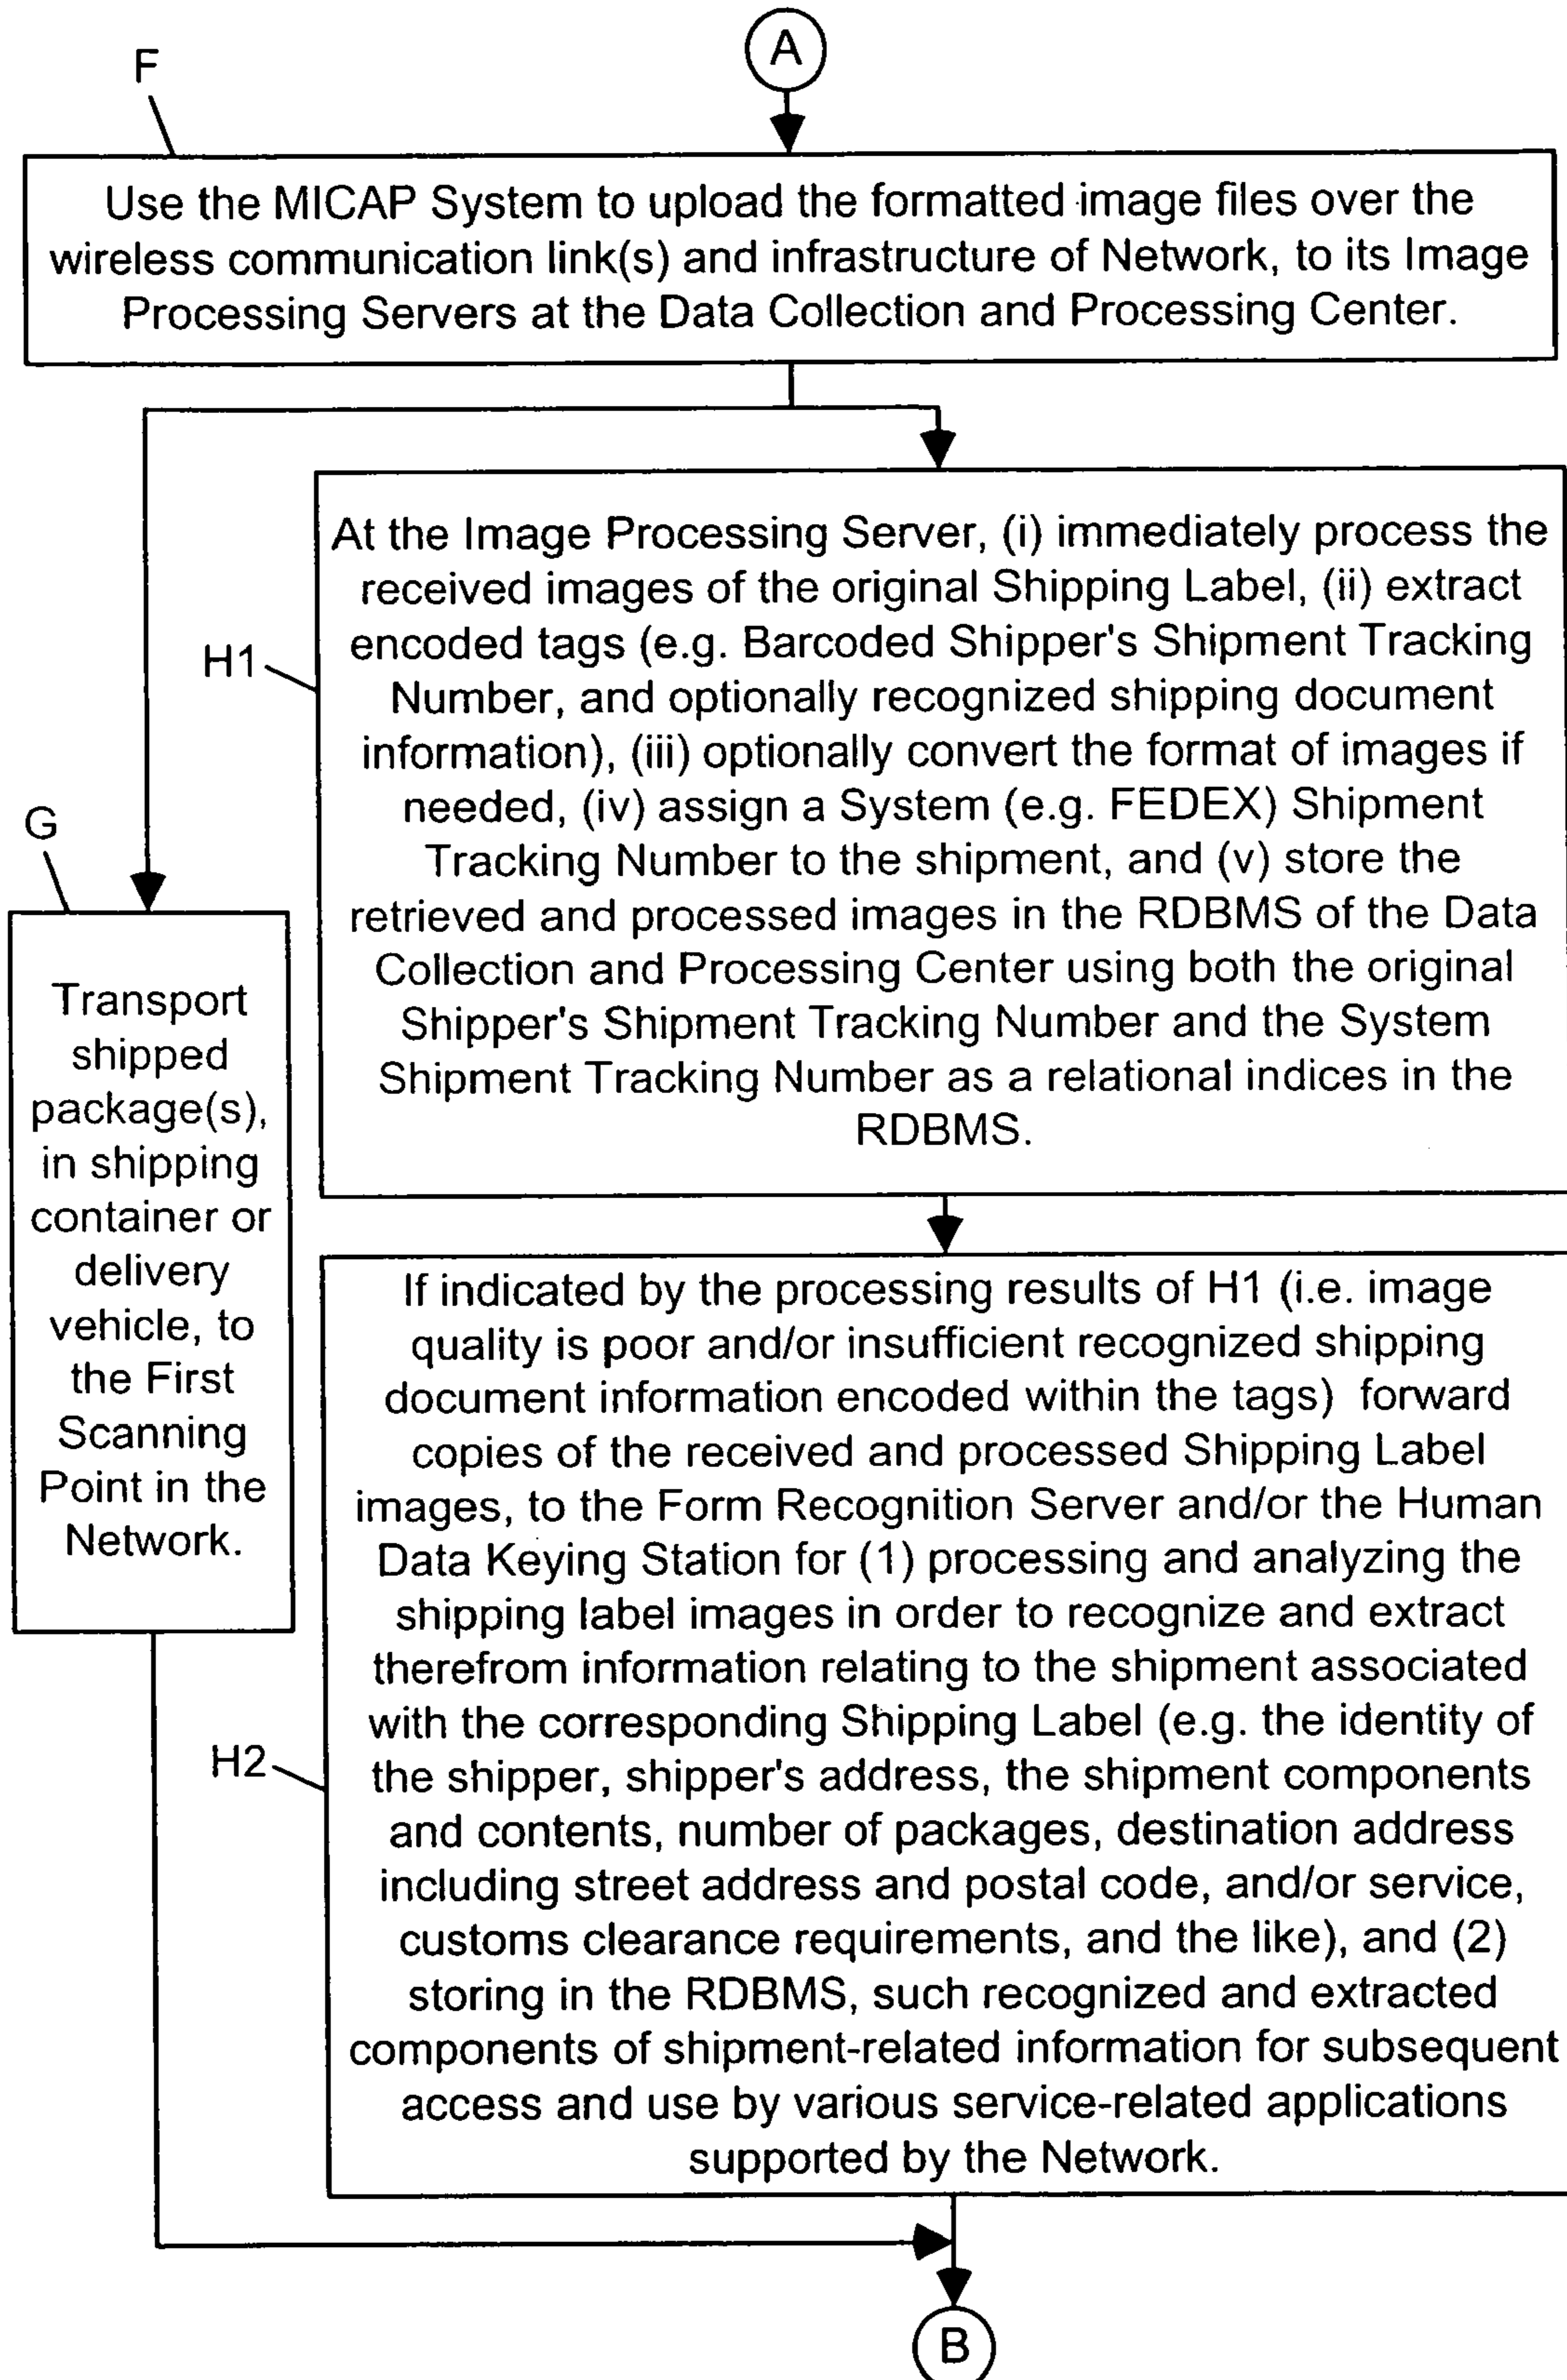 A
F
Use the MICAP System to upload the formatted image files over the
wireless communication link(s) and infrastructure of Network, to its Image
Processing Servers at the Data Collection and Processing Center.
H1
At the Image Processing Server, (i) immediately process the
received images of the original Shipping Label, (ii) extract
encoded tags (e.g. Barcoded Shipper's Shipment Tracking
Number, and optionally recognized shipping document
information), (iii) optionally convert the format of images if
needed, (iv) assign a System (e.g. FEDEX) Shipment
Tracking Number to the shipment, and (v) store the
retrieved and processed images in the RDBMS of the Data
Collection and Processing Center using both the original
Shipper's Shipment Tracking Number and the System
Shipment Tracking Number as a relational indices in the
RDBMS.
G
Transport
shipped
package(s),
in shipping
container or
delivery
vehicle, to
the First
Scanning
Point in the
Network.
H2
If indicated by the processing results of H1 (i.e. image
quality is poor and/or insufficient recognized shipping
document information encoded within the tags) forward
copies of the received and processed Shipping Label
images, to the Form Recognition Server and/or the Human
Data Keying Station for (1) processing and analyzing the
shipping label images in order to recognize and extract
therefrom information relating to the shipment associated
with the corresponding Shipping Label (e.g. the identity of
the shipper, shipper's address, the shipment components
and contents, number of packages, destination address
including street address and postal code, and/or service,
customs clearance requirements, and the like), and (2)
storing in the RDBMS, such recognized and extracted
components of shipment-related information for subsequent
access and use by various service-related applications
supported by the Network.
B